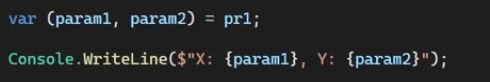 var (param1, param2) = pr1;
Console.WriteLine($"X: {param1}, Y: {param2}");